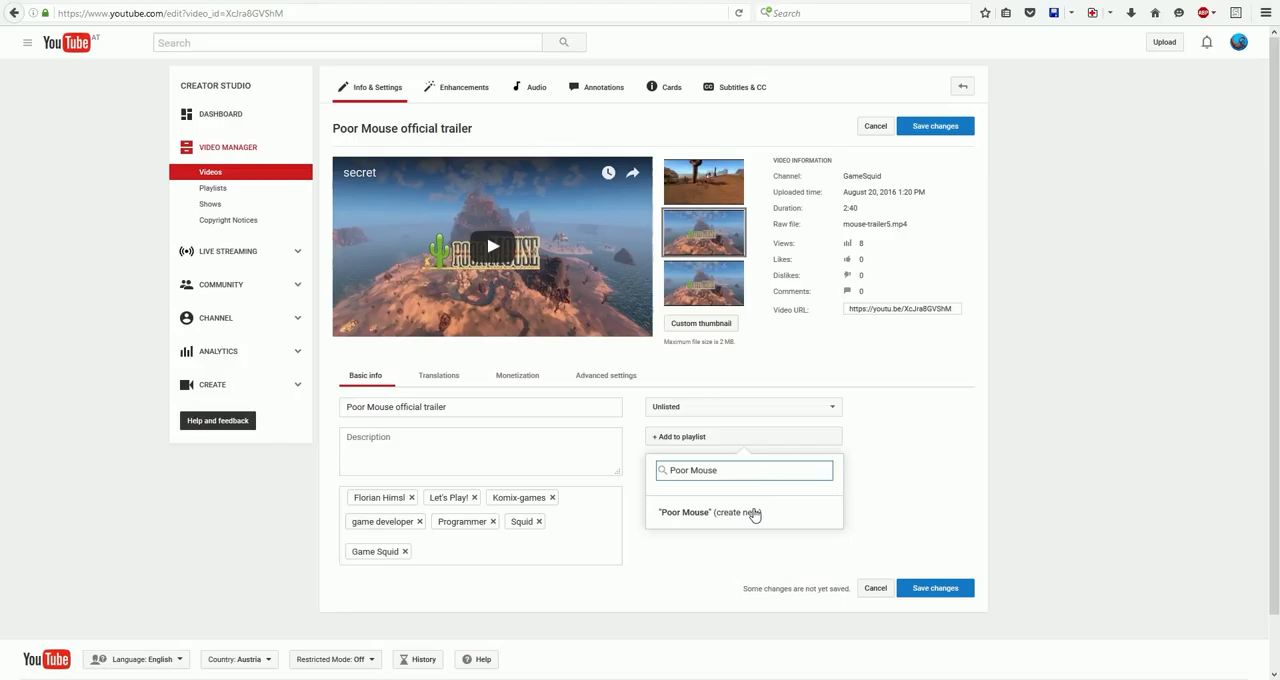 https://www.youtube.com/edit?video_id=XcJra8GVShM
Search
ABP
YouTube AT
Search
Upload
CREATOR STUDIO
DASHBOARD
VIDEO MANAGER
Videos
Playlists
Shows
Copyright Notices
LIVE STREAMING
COMMUNITY
CHANNEL
ANALYTICS
CREATE
Help and feedback
Info & Settings
Enhancements
Audio
Annotations
Cards
CC Subtitles & CC
Poor Mouse official trailer
Cancel
Save changes
secret
POOR MOUSE
Custom thumbnail
Maximum file size is 2 MB.
VIDEO INFORMATION
Channel: GameSquid
Uploaded time: August 20, 2016 1:20 PM
Duration: 2:40
Raw file: mouse-trailer5.mp4
Views: 8
Likes: 0
Dislikes: 0
Comments: 0
Video URL: https://youtu.be/XcJra8GVShM
Basic info
Translations
Monetization
Advanced settings
Poor Mouse official trailer
Description
Florian Himsl × Let's Play! × Komix-games ×
game developer × Programmer × Squid ×
Game Squid ×
Unlisted
+ Add to playlist
Poor Mouse
"Poor Mouse" (create new)
Some changes are not yet saved.
Cancel
Save changes
YouTube
Language: English
Country: Austria
Restricted Mode: Off
History
Help